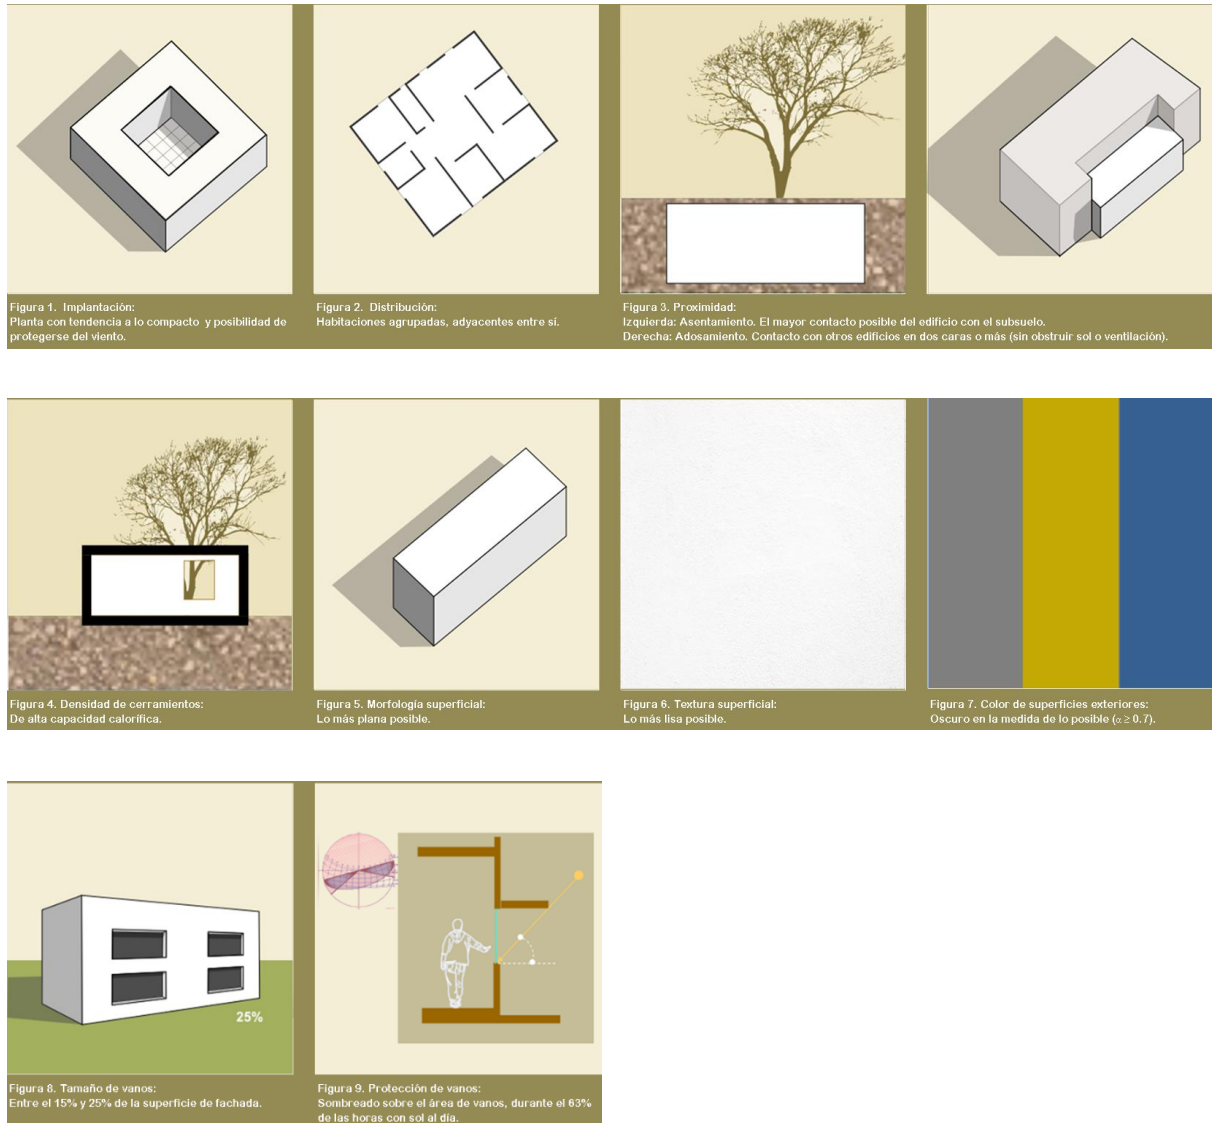 Figura 1.  Implantación:
Planta con tendencia a lo compacto  y posibilidad de
protegerse del viento.
Figura 2.  Distribución:
Habitaciones agrupadas, adyacentes entre sí.
Figura 3. Proximidad:
Izquierda: Asentamiento. El mayor contacto posible del edificio con el subsuelo.
Derecha: Adosamiento. Contacto con otros edificios en dos caras o más (sin obstruir sol o ventilación).
Figura 4. Densidad de cerramientos:
De alta capacidad calorífica.
Figura 5. Morfología superficial:
Lo más plana posible.
Figura 6. Textura superficial:
Lo más lisa posible.
Figura 7. Color de superficies exteriores:
Oscuro en la medida de lo posible (α ≥ 0.7).
25%
Figura 8. Tamaño de vanos:
Entre el 15% y 25% de la superficie de fachada.
Figura 9. Protección de vanos:
Sombreado sobre el área de vanos, durante el 63%
de las horas con sol al día.